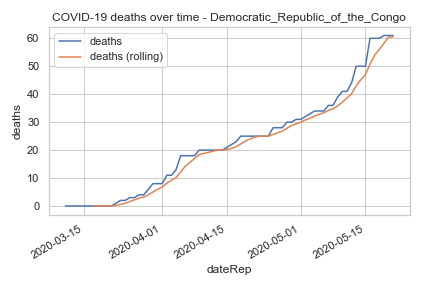 COVID-19 deaths over time - Democratic_Republic_of_the_Congo
deaths
deaths (rolling)
60
50
40
30
20
10
0
deaths
2020-03-15
2020-04-01
2020-04-15
2020-05-01
2020-05-15
dateRep